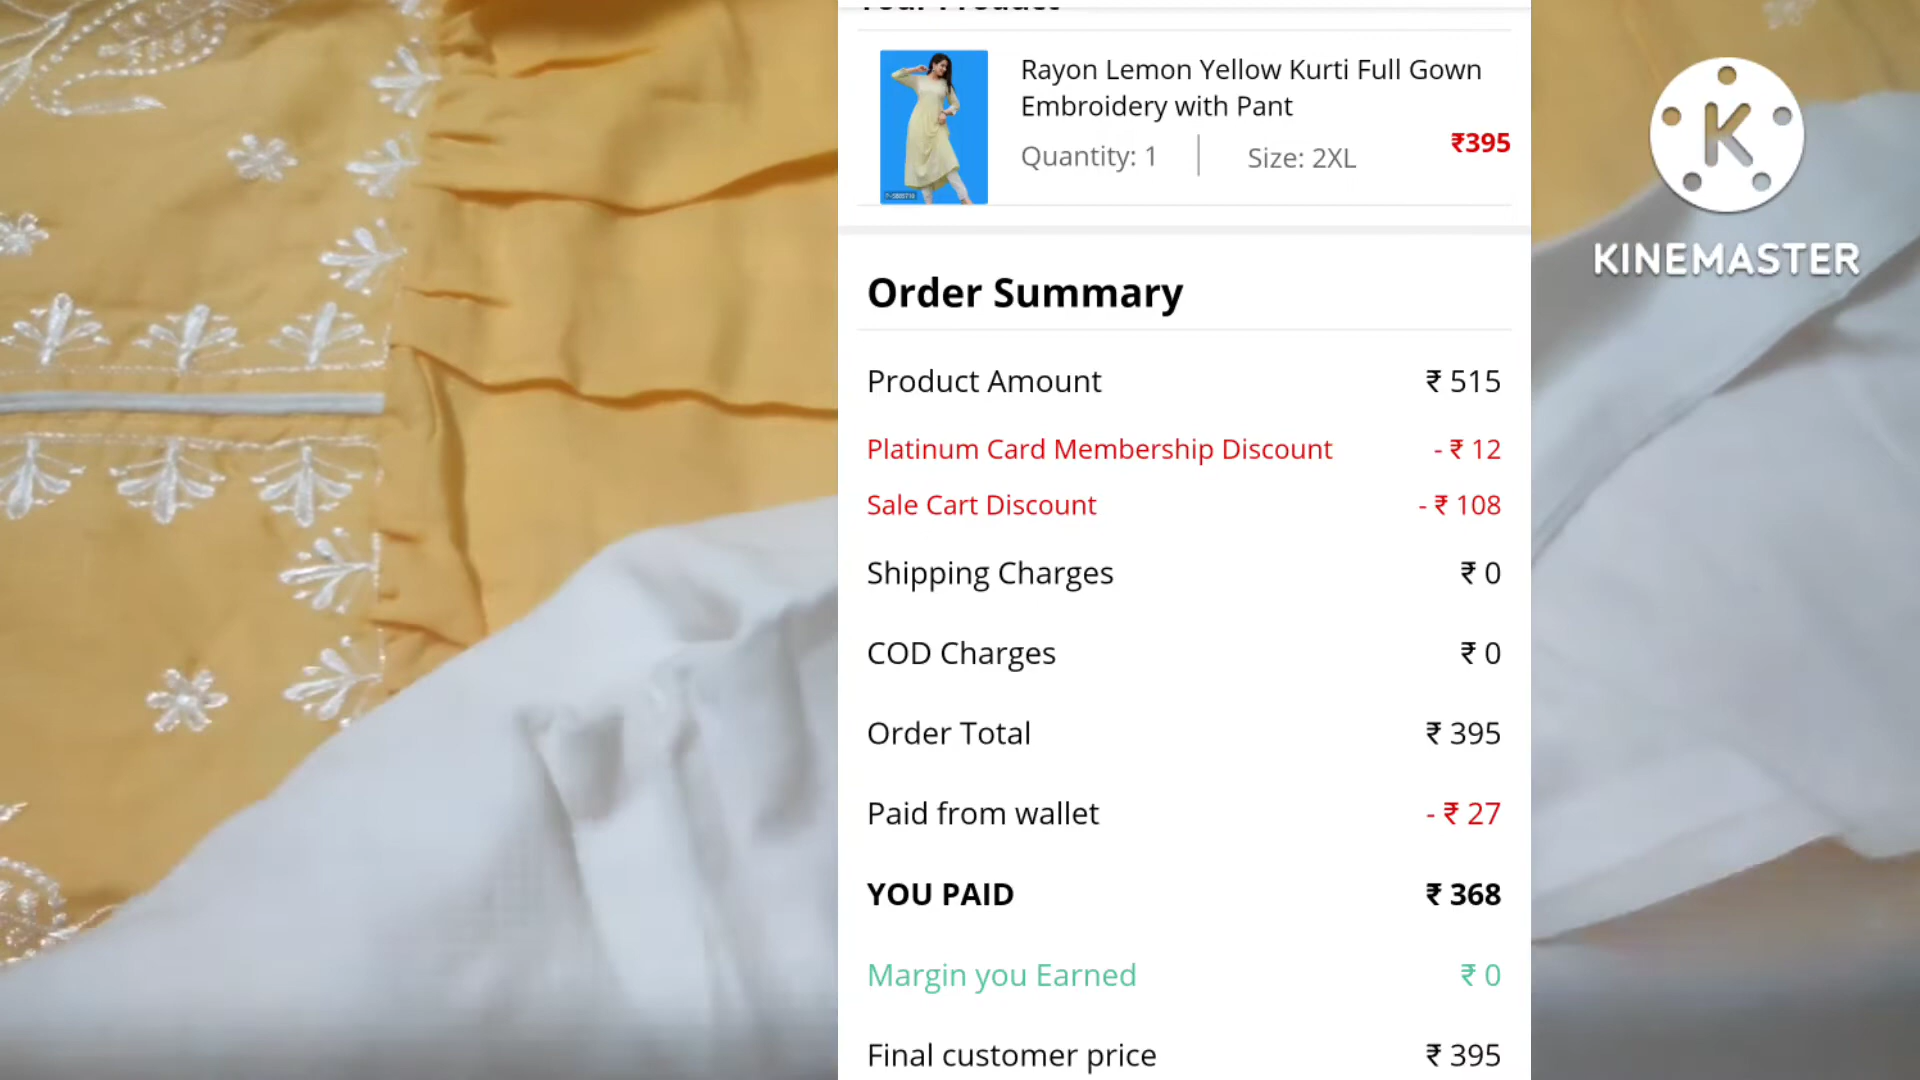 Your Product
Rayon Lemon Yellow Kurti Full Gown
Embroidery with Pant
₹395
Quantity: 1
Size: 2XL
Order Summary
Product Amount ₹ 515
Platinum Card Membership Discount - ₹ 12
Sale Cart Discount - ₹ 108
Shipping Charges ₹ 0
COD Charges ₹ 0
Order Total ₹ 395
Paid from wallet - ₹ 27
YOU PAID ₹ 368
Margin you Earned ₹ 0
Final customer price ₹ 395
K
KINEMASTER